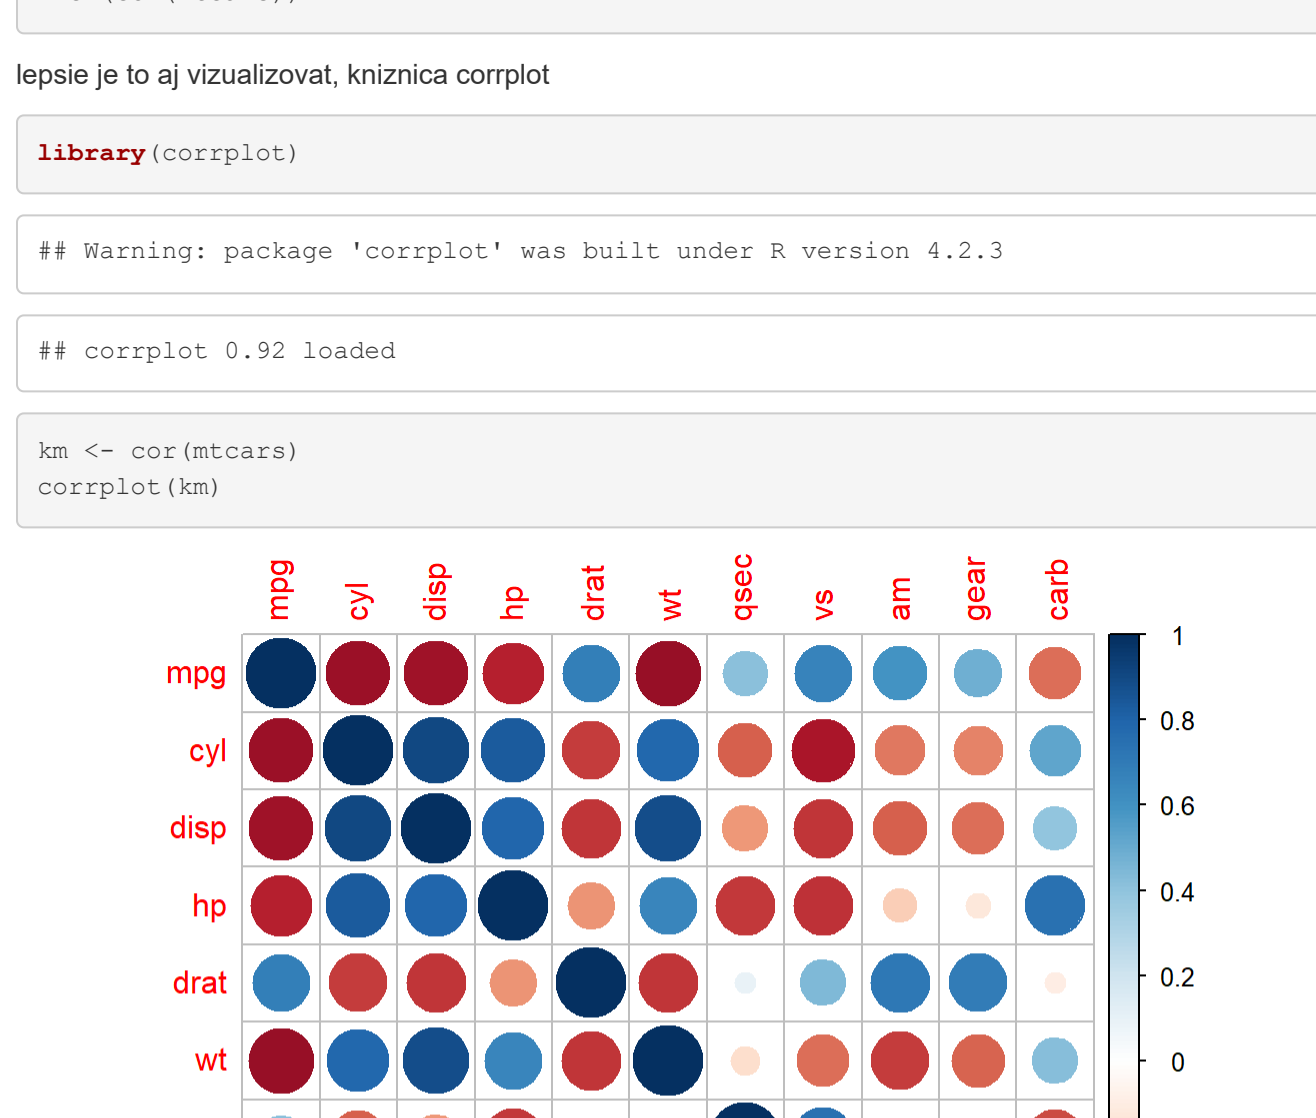 lepsie je to aj vizualizovat, kniznica corrplot
library(corrplot)
## Warning: package 'corrplot' was built under R version 4.2.3
## corrplot 0.92 loaded
km <- cor(mtcars)
corrplot(km)
mpg cyl disp hp drat wt qsec vs am gear carb
mpg
cyl
disp
hp
drat
wt
1
0.8
0.6
0.4
0.2
0